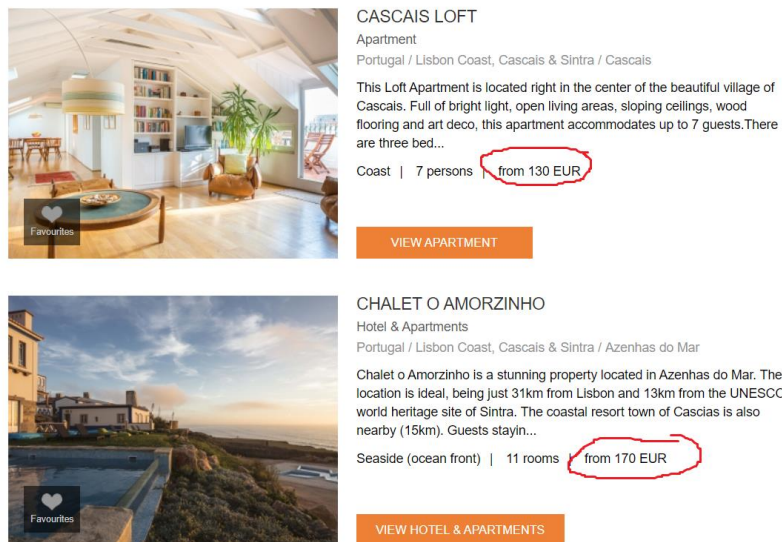 CASCAIS LOFT
Apartment
Portugal / Lisbon Coast, Cascais & Sintra / Cascais
This Loft Apartment is located right in the center of the beautiful village of
Cascais. Full of bright light, open living areas, sloping ceilings, wood
flooring and art deco, this apartment accommodates up to 7 guests.There
are three bed...
Coast | 7 persons | from 130 EUR
Favourites
VIEW APARTMENT
CHALET O AMORZINHO
Hotel & Apartments
Portugal / Lisbon Coast, Cascais & Sintra / Azenhas do Mar
Chalet o Amorzinho is a stunning property located in Azenhas do Mar. The
location is ideal, being just 31km from Lisbon and 13km from the UNESCO
world heritage site of Sintra. The coastal resort town of Cascias is also
nearby (15km). Guests stayin...
Seaside (ocean front) | 11 rooms | from 170 EUR
Favourites
VIEW HOTEL & APARTMENTS